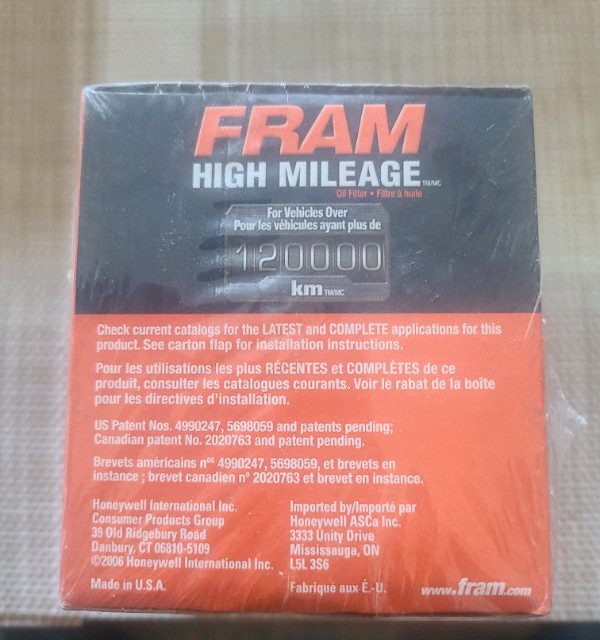 FRAM
HIGH MILEAGE TM/MC
Oil Filter • Filtre à huile
For Vehicles Over
Pour les véhicules ayant plus de
120000
km TM/MC
Check current catalogs for the LATEST and COMPLETE applications for this
product. See carton flap for installation instructions.
Pour les utilisations les plus RÉCENTES et COMPLÈTES de ce
produit, consulter les catalogues courants. Voir le rabat de la boîte
pour les directives d'installation.
US Patent Nos. 4990247, 5698059 and patents pending;
Canadian patent No. 2020763 and patent pending.
Brevets américains nos 4990247, 5698059, et brevets en
instance ; brevet canadien nº 2020763 et brevet en instance.
Honeywell International Inc.
Consumer Products Group
39 Old Ridgebury Road
Danbury, CT 06810-5109
©2006 Honeywell International Inc.
Made in U.S.A.
Imported by/Importé par
Honeywell ASCa Inc.
3333 Unity Drive
Mississauga, ON
L5L 3S6
Fabriqué aux É.-U.
www.fram.com